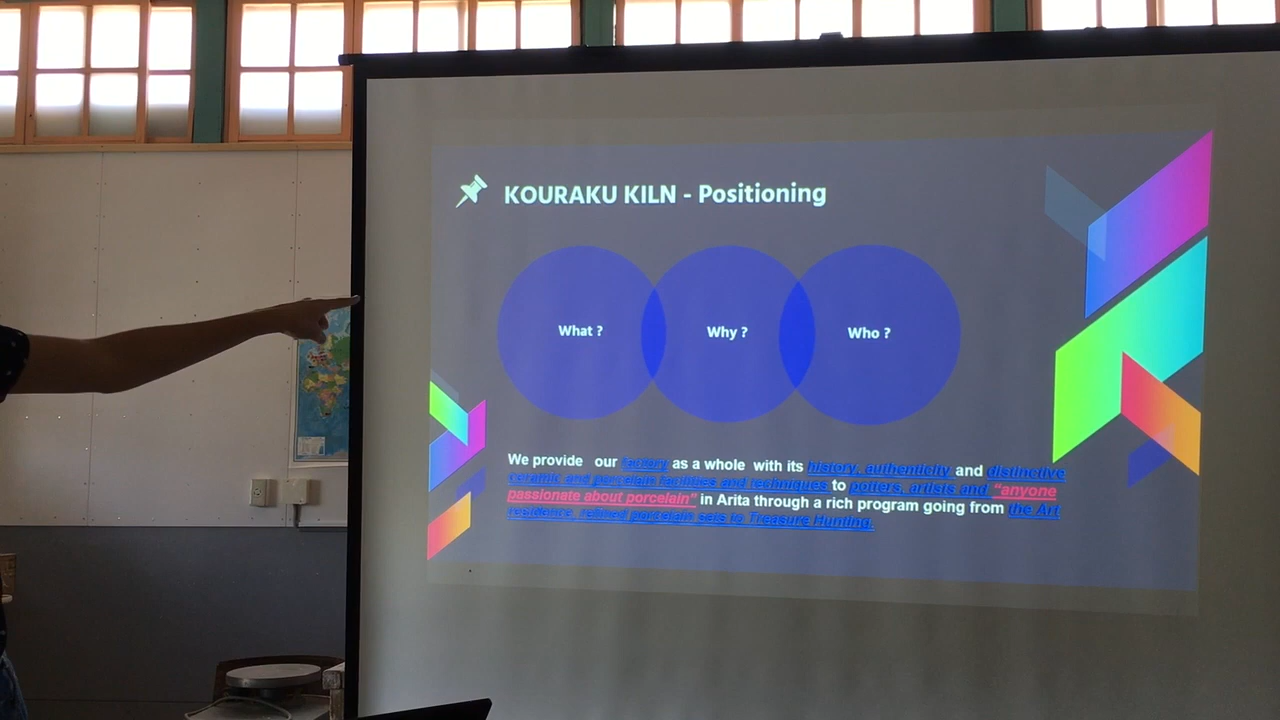 KOURAKU KILN - Positioning
What ?
Why ?
Who ?
We provide our factory as a whole with its history, authenticity and distinctive
ceramic and porcelain facilities and techniques to potters, artists and "anyone
passionate about porcelain" in Arita through a rich program going from the Art
residence, refined porcelain sets to Treasure Hunting.